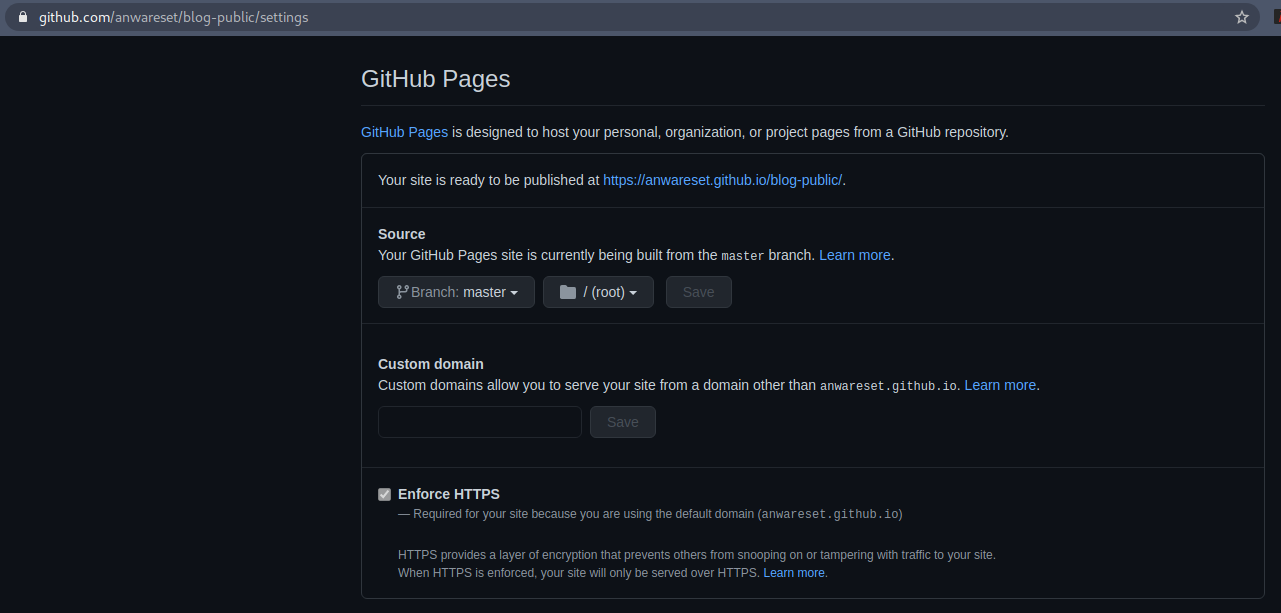 github.com/anwareset/blog-public/settings
GitHub Pages
GitHub Pages is designed to host your personal, organization, or project pages from a GitHub repository.
Your site is ready to be published at https://anwareset.github.io/blog-public/.
Source
Your GitHub Pages site is currently being built from the master branch. Learn more.
Branch: master / (root) Save
Custom domain
Custom domains allow you to serve your site from a domain other than anwareset.github.io. Learn more.
Save
Enforce HTTPS
— Required for your site because you are using the default domain (anwareset.github.io)
HTTPS provides a layer of encryption that prevents others from snooping on or tampering with traffic to your site.
When HTTPS is enforced, your site will only be served over HTTPS. Learn more.